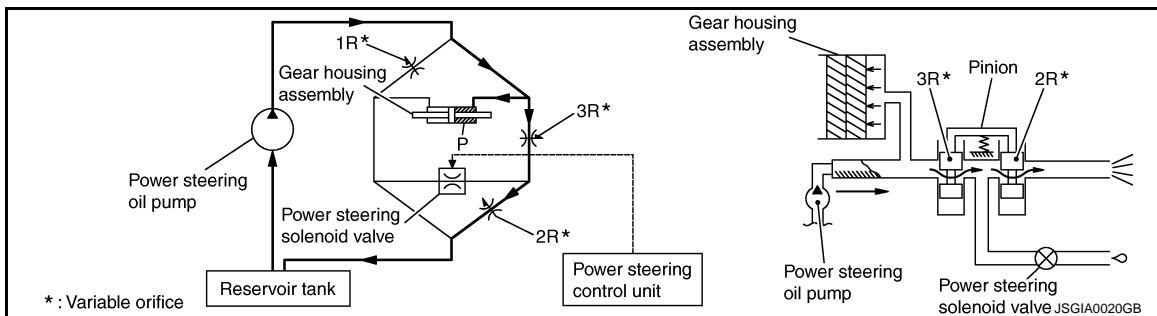 1R*
Gear housing
assembly
3R*
P
Power steering
oil pump
Power steering
solenoid valve
2R*
Reservoir tank
Power steering
control unit
* : Variable orifice
Gear housing
assembly
Pinion
3R*
2R*
Power steering
oil pump
Power steering
solenoid valve
JSGIA0020GB